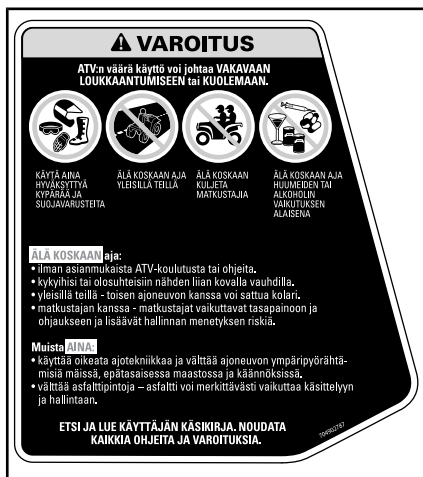 VAROITUS
ATV:n väärä käyttö voi johtaa VAKAVAAN
LOUKKAANTUMISEEN tai KUOLEMAAN.
KÄYTÄ AINA
HYVÄKSYTTYÄ
KYPÄRÄÄ JA
SUOJAVARUSTEITA
ÄLÄ KOSKAAN AJA
YLEISILLÄ TEILLÄ
ÄLÄ KOSKAAN
KULJETA
MATKUSTAJIA
ÄLÄ KOSKAAN AJA
HUUMEIDEN TAI
ALKOHOLIN
VAIKUTUKSEN
ALAISENA
ÄLÄ KOSKAAN aja:
• ilman asianmukaista ATV-koulutusta tai ohjeita.
• kykyihisi tai olosuhteisiin nähden liian kovalla vauhdilla.
• yleisillä teillä - toisen ajoneuvon kanssa voi sattua kolari.
• matkustajan kanssa - matkustajat vaikuttavat tasapainoon ja
ohjaukseen ja lisäävät hallinnan menetyksen riskiä.
Muista AINA:
• käyttää oikeata ajotekniikkaa ja välttää ajoneuvon ympäripyörähtä-
misiä mäissä, epätasaisessa maastossa ja käännöksissä.
• välttää asfalttipintoja – asfaltti voi merkittävästi vaikuttaa käsittelyyn
ja hallintaan.
ETSI JA LUE KÄYTTÄJÄN KÄSIKIRJA. NOUDATA
KAIKKIA OHJEITA JA VAROITUKSIA.
704902787